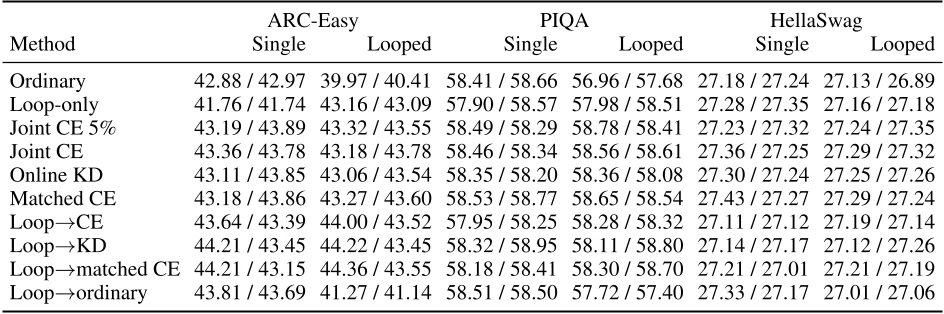 ARC-Easy PIQA HellaSwag
Method Single Looped Single Looped Single Looped
Ordinary 42.88 / 42.97 39.97 / 40.41 58.41 / 58.66 56.96 / 57.68 27.18 / 27.24 27.13 / 26.89
Loop-only 41.76 / 41.74 43.16 / 43.09 57.90 / 58.57 57.98 / 58.51 27.28 / 27.35 27.16 / 27.18
Joint CE 5% 43.19 / 43.89 43.32 / 43.55 58.49 / 58.29 58.78 / 58.41 27.23 / 27.32 27.24 / 27.35
Joint CE 43.36 / 43.78 43.18 / 43.78 58.46 / 58.34 58.56 / 58.61 27.36 / 27.25 27.29 / 27.32
Online KD 43.11 / 43.85 43.06 / 43.54 58.35 / 58.20 58.36 / 58.08 27.30 / 27.24 27.25 / 27.26
Matched CE 43.18 / 43.86 43.27 / 43.60 58.53 / 58.77 58.65 / 58.54 27.43 / 27.27 27.29 / 27.24
Loop→CE 43.64 / 43.39 44.00 / 43.52 57.95 / 58.25 58.28 / 58.32 27.11 / 27.12 27.19 / 27.14
Loop→KD 44.21 / 43.45 44.22 / 43.45 58.32 / 58.95 58.11 / 58.80 27.14 / 27.17 27.12 / 27.26
Loop→matched CE 44.21 / 43.15 44.36 / 43.55 58.18 / 58.41 58.30 / 58.70 27.21 / 27.01 27.21 / 27.19
Loop→ordinary 43.81 / 43.69 41.27 / 41.14 58.51 / 58.50 57.72 / 57.40 27.33 / 27.17 27.01 / 27.06